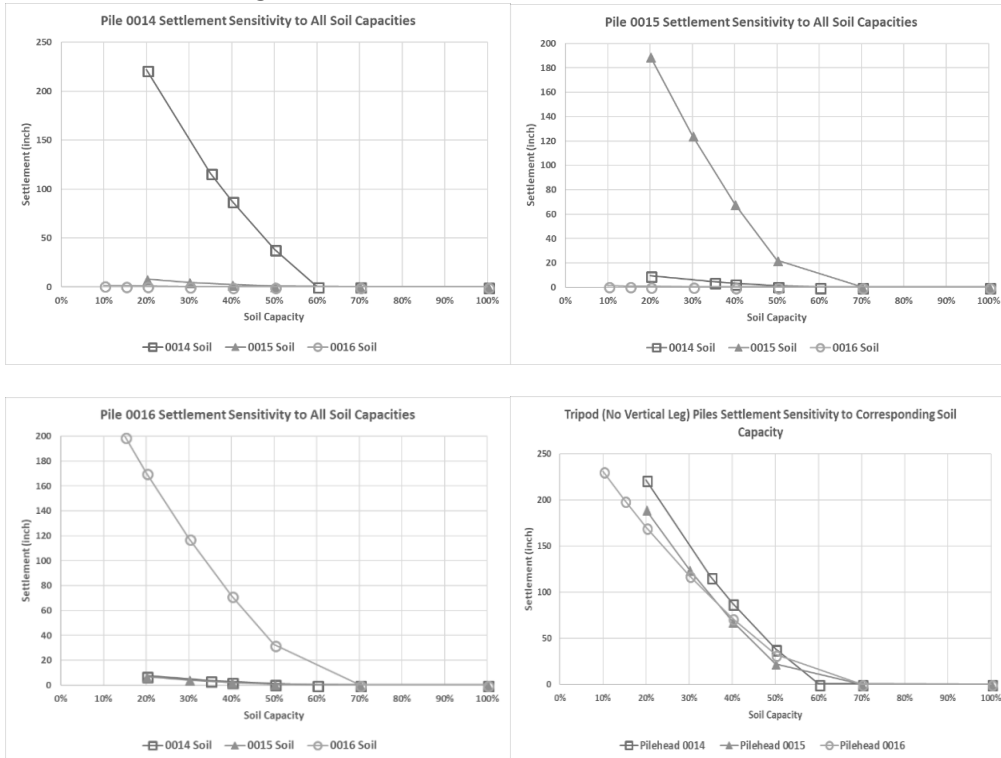 Pile 0014 Settlement Sensitivity to All Soil Capacities
250
200
150
100
50
0
Settlement (inch)
0% 10% 20% 30% 40% 50% 60% 70% 80% 90% 100%
Soil Capacity
0014 Soil 0015 Soil 0016 Soil
Pile 0015 Settlement Sensitivity to All Soil Capacities
200
180
160
140
120
100
80
60
40
20
0
Settlement (inch)
0% 10% 20% 30% 40% 50% 60% 70% 80% 90% 100%
Soil Capacity
0014 Soil 0015 Soil 0016 Soil
Pile 0016 Settlement Sensitivity to All Soil Capacities
200
180
160
140
120
100
80
60
40
20
0
Settlement (inch)
0% 10% 20% 30% 40% 50% 60% 70% 80% 90% 100%
Soil Capacity
0014 Soil 0015 Soil 0016 Soil
Tripod (No Vertical Leg) Piles Settlement Sensitivity to Corresponding Soil
Capacity
250
200
150
100
50
0
Settlement (inch)
0% 10% 20% 30% 40% 50% 60% 70% 80% 90% 100%
Soil Capacity
Pilehead 0014 Pilehead 0015 Pilehead 0016